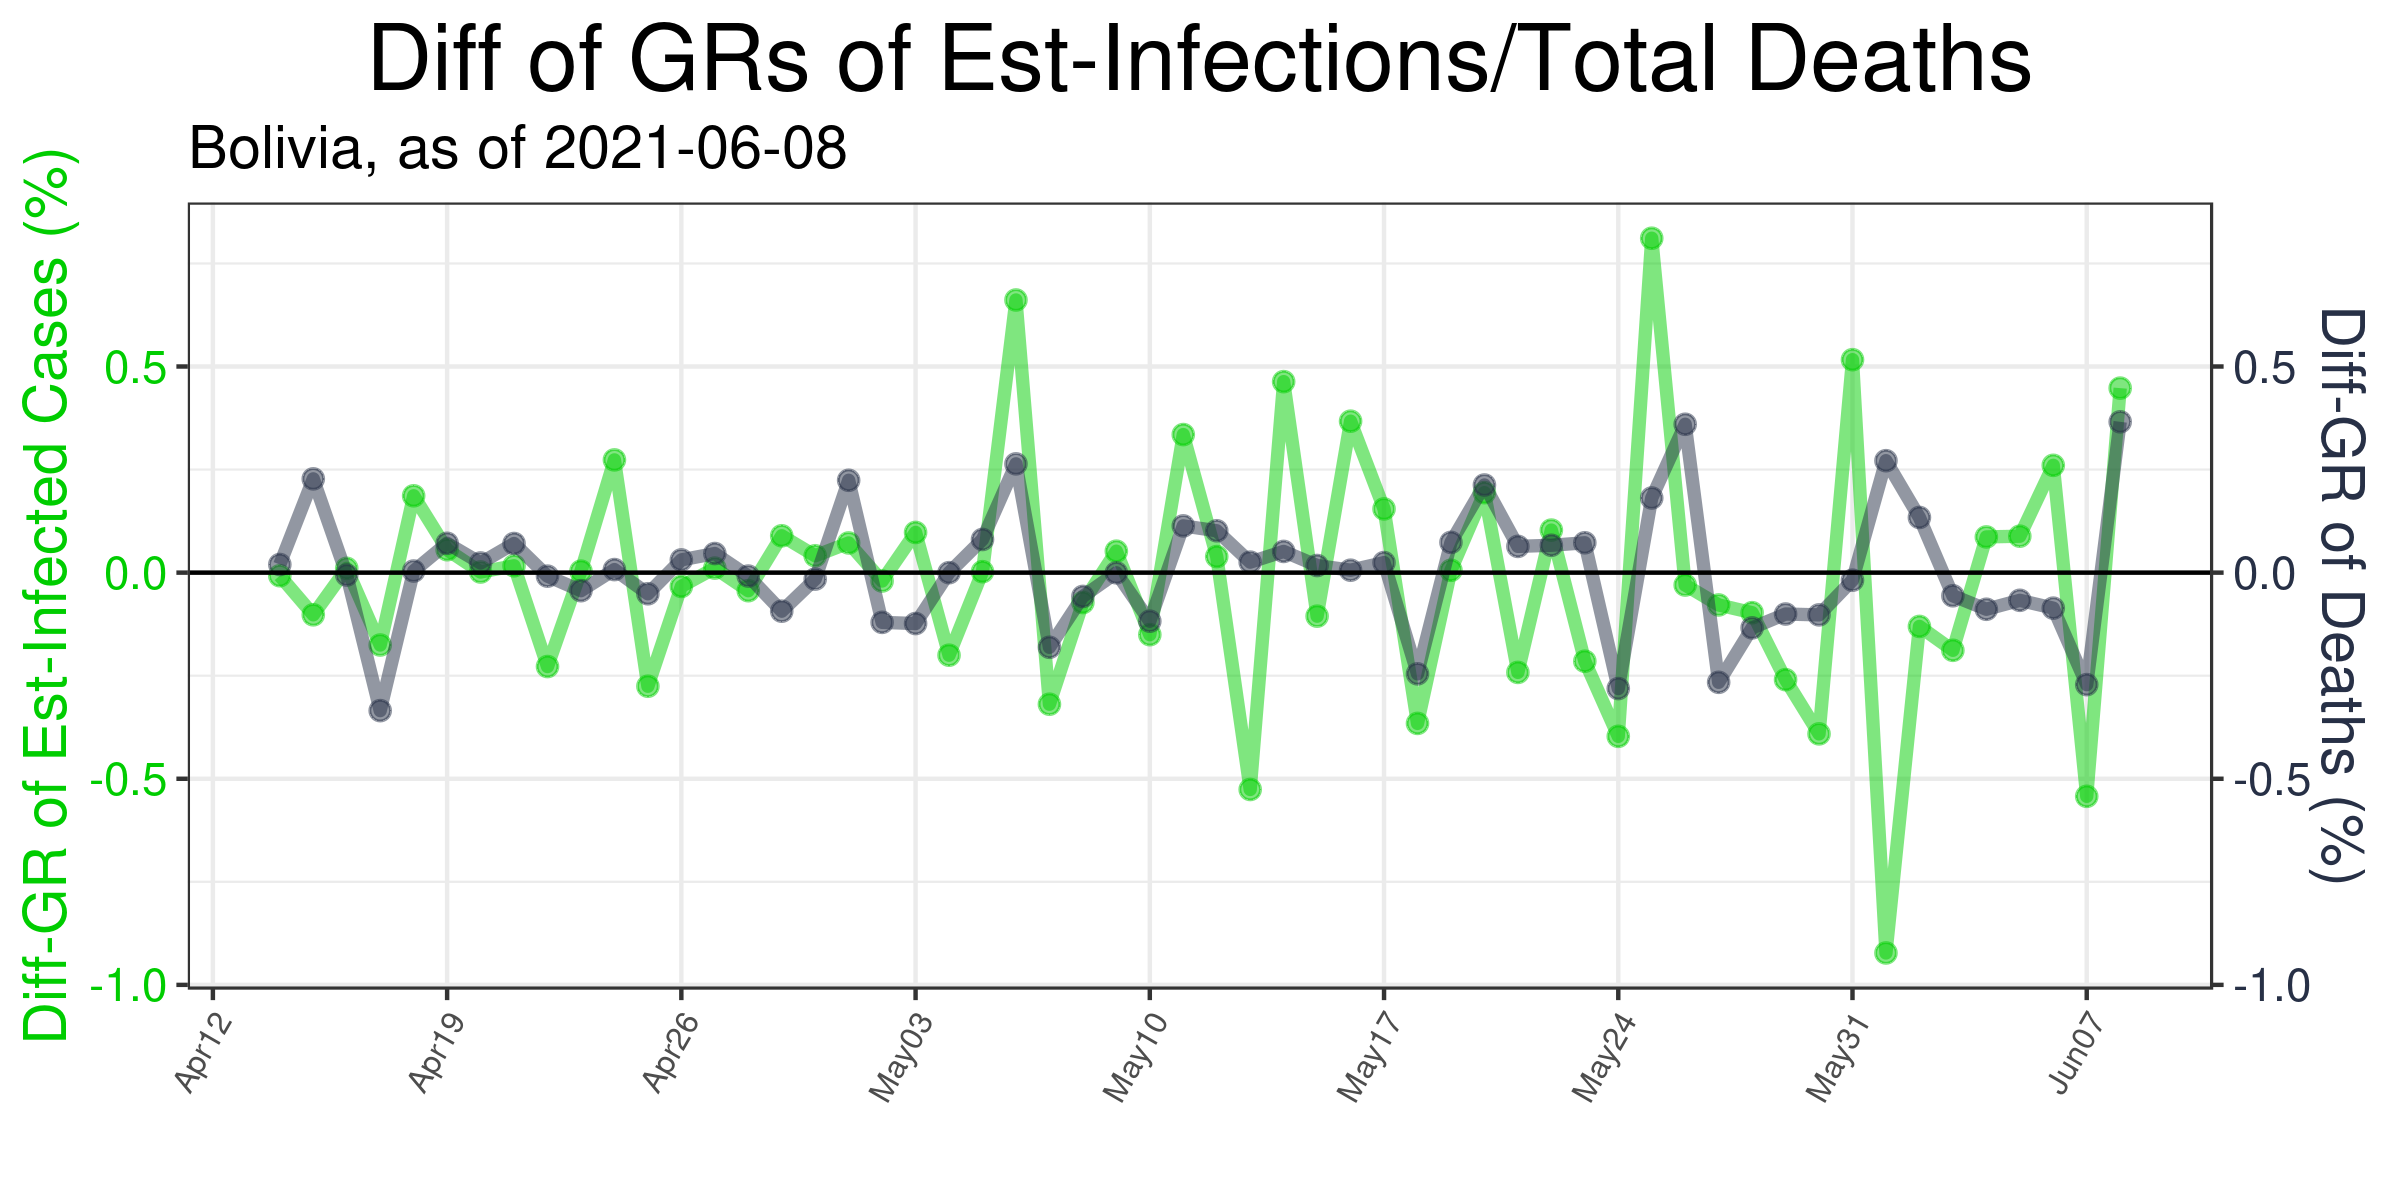 Diff of GRs of Est-Infections/Total Deaths
Bolivia, as of 2021-06-08
Diff-GR of Est-Infected Cases (%)
0.5
0.0
-0.5
-1.0
0.5
0.0
-0.5
-1.0
Diff-GR of Deaths (%)
Apr12
Apr19
Apr26
May03
May10
May17
May24
May31
Jun07